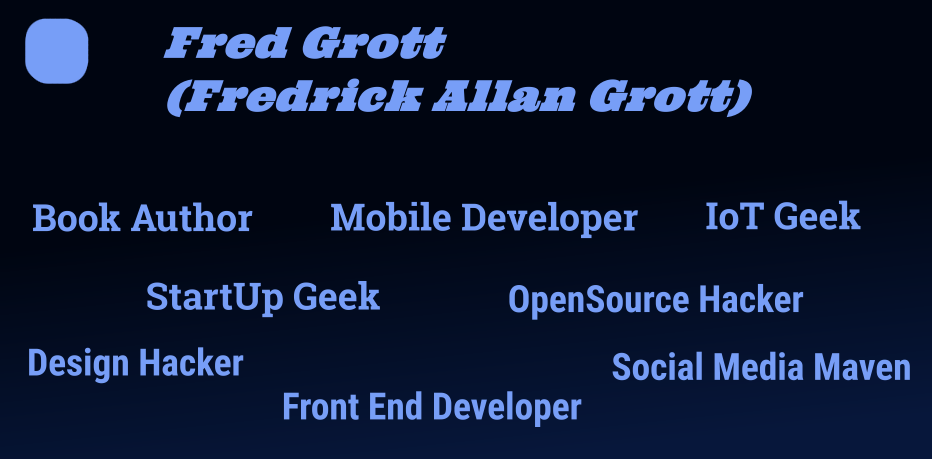 Fred Grott
(Fredrick Allan Grott)
Book Author Mobile Developer IoT Geek
StartUp Geek OpenSource Hacker
Design Hacker Social Media Maven
Front End Developer